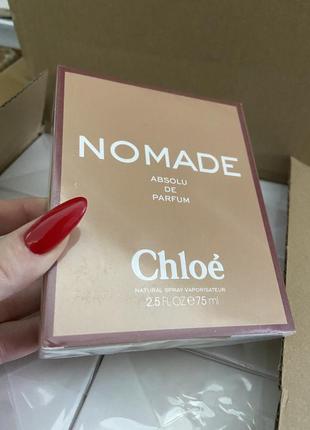 NOMADE
ABSOLU
DE
PARFUM
Chloé
NATURAL SPRAY VAPORISATEUR
2.5 FL OZ ℮ 75 ml